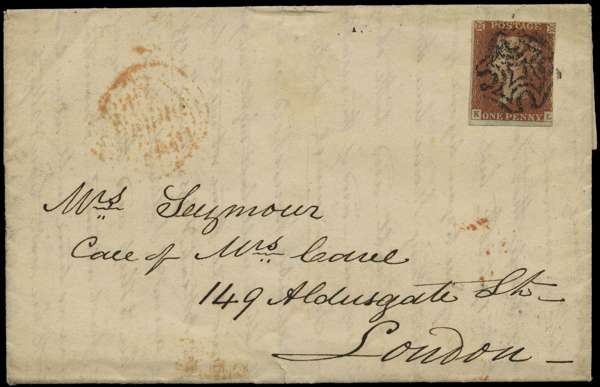 POSTAGE
ONE PENNY
Mrs Seymour
Care of Mrs Cave
149 Aldersgate St
London